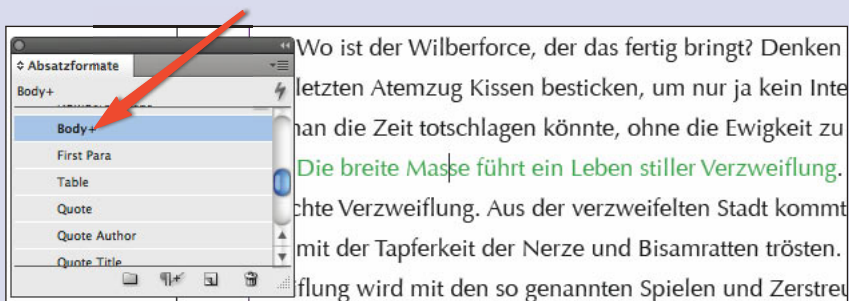 Absatzformate
Body+
Body+
First Para
Table
Quote
Quote Author
Quote Title
Wo ist der Wilberforce, der das fertig bringt? Denken
letzten Atemzug Kissen besticken, um nur ja kein Inte
an die Zeit totschlagen könnte, ohne die Ewigkeit zu
Die breite Masse führt ein Leben stiller Verzweiflung.
chte Verzweiflung. Aus der verzweifelten Stadt kommt
mit der Tapferkeit der Nerze und Bisamratten trösten.
iflung wird mit den so genannten Spielen und Zerstreu